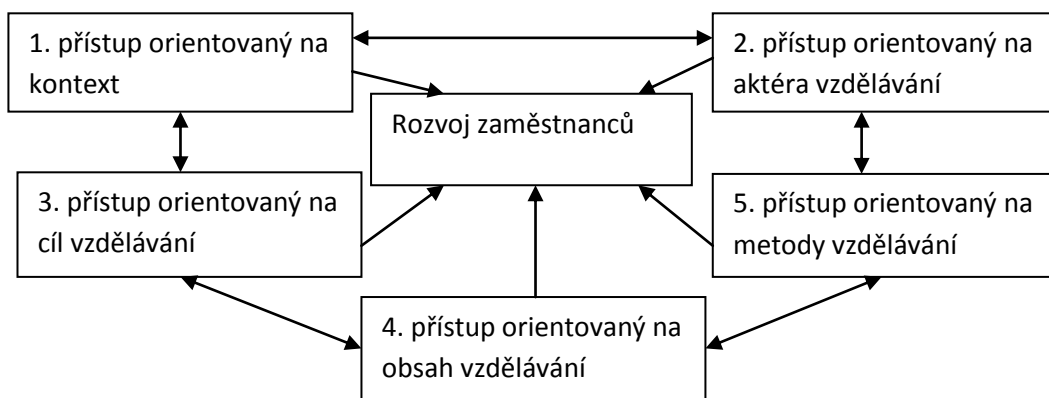 1. přístup orientovaný na
kontext
2. přístup orientovaný na
aktéra vzdělávání
Rozvoj zaměstnanců
3. přístup orientovaný na
cíl vzdělávání
5. přístup orientovaný na
metody vzdělávání
4. přístup orientovaný na
obsah vzdělávání